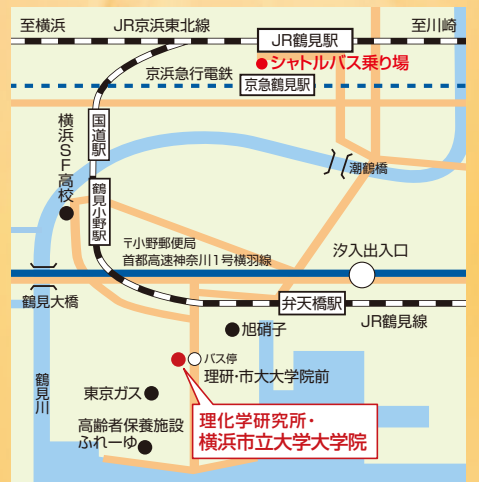 至横浜
JR京浜東北線
至川崎
JR鶴見駅
シャトルバス乗り場
京浜急行電鉄
京急鶴見駅
国道駅
横浜SF高校
潮鶴橋
鶴見小野駅
〒小野郵便局
首都高速神奈川1号横羽線
汐入出入口
鶴見大橋
弁天橋駅
JR鶴見線
旭硝子
バス停
理研・市大大学院前
鶴見川
東京ガス
理化学研究所・
横浜市立大学大学院
高齢者保養施設
ふれーゆ